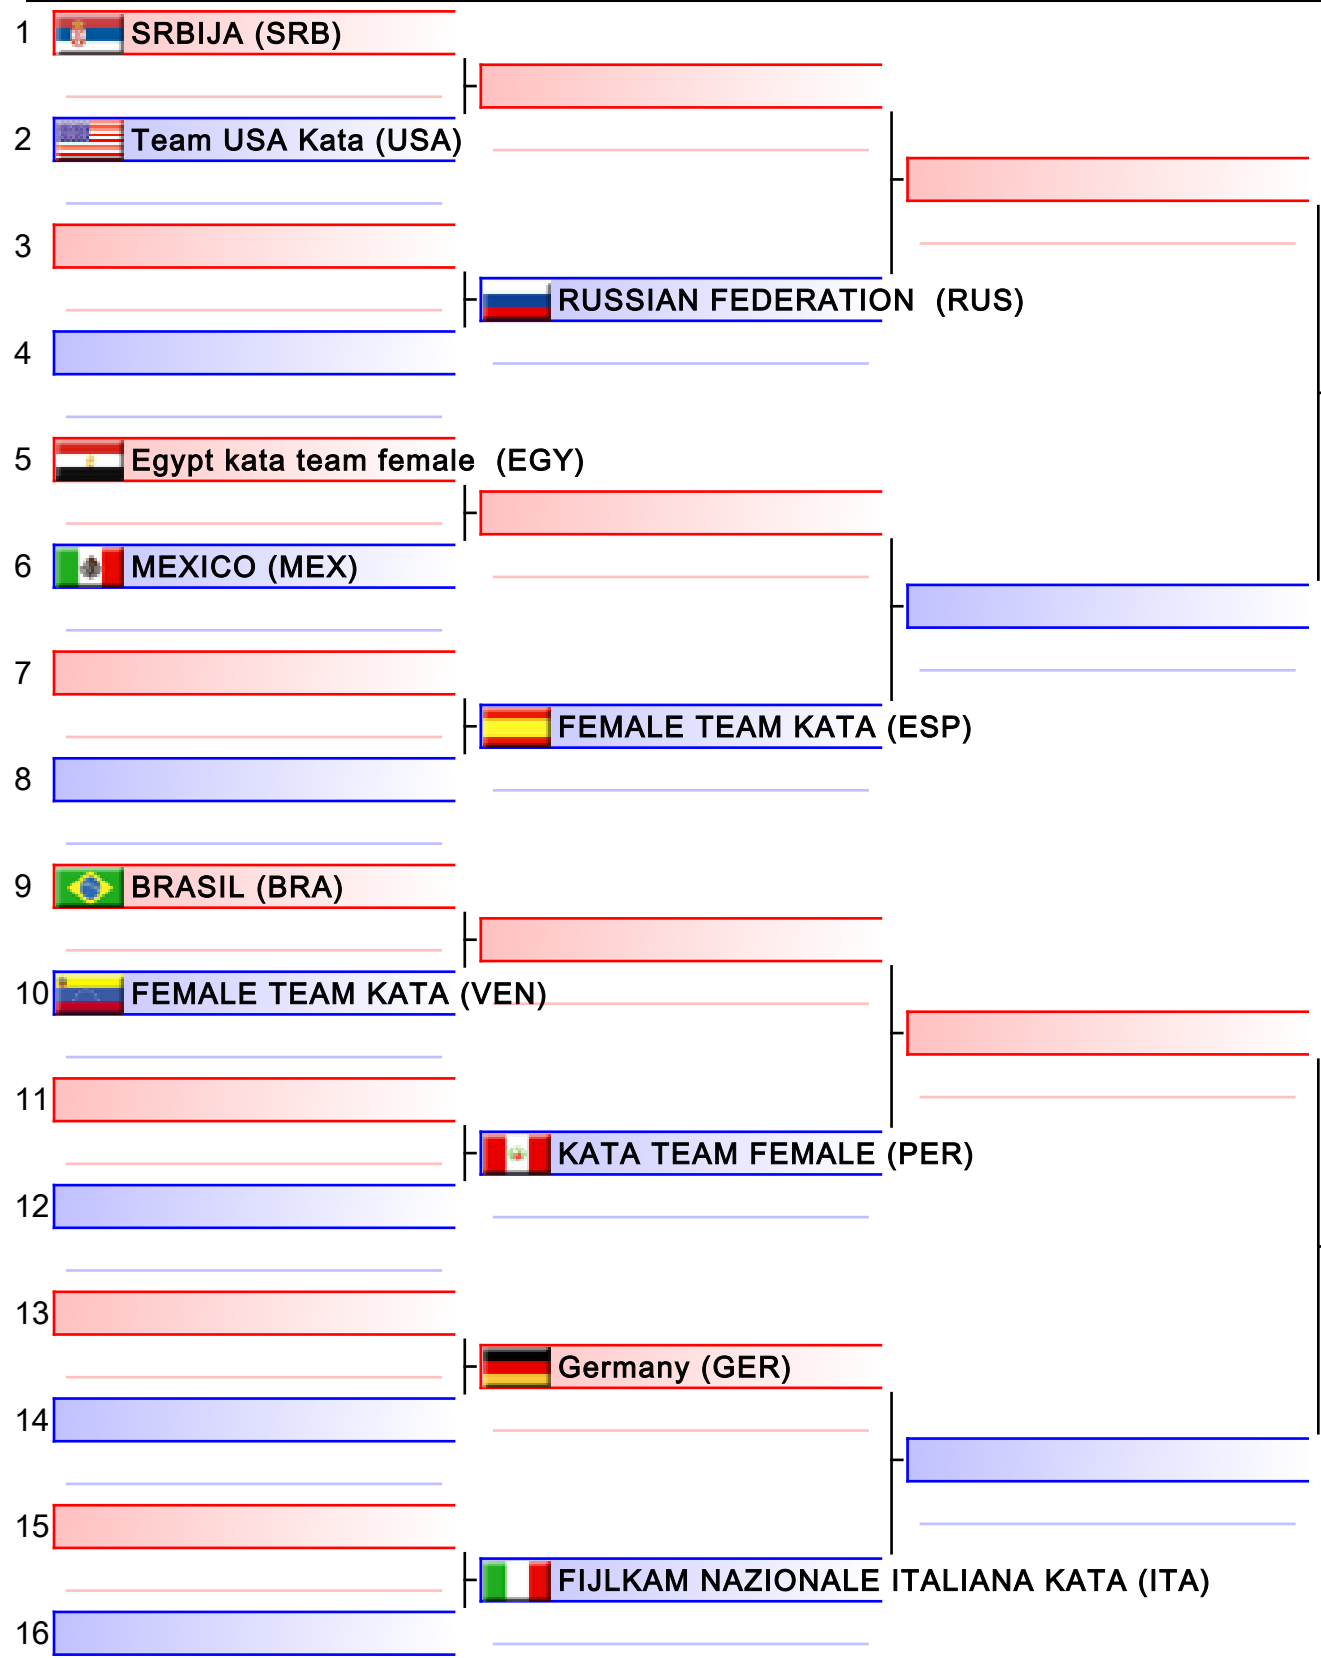 1 SRBIJA (SRB)
2 Team USA Kata (USA)
3
RUSSIAN FEDERATION (RUS)
4
5 Egypt kata team female (EGY)
6 MEXICO (MEX)
7
FEMALE TEAM KATA (ESP)
8
9 BRASIL (BRA)
10 FEMALE TEAM KATA (VEN)
11
KATA TEAM FEMALE (PER)
12
13
Germany (GER)
14
15
FIJLKAM NAZIONALE ITALIANA KATA (ITA)
16